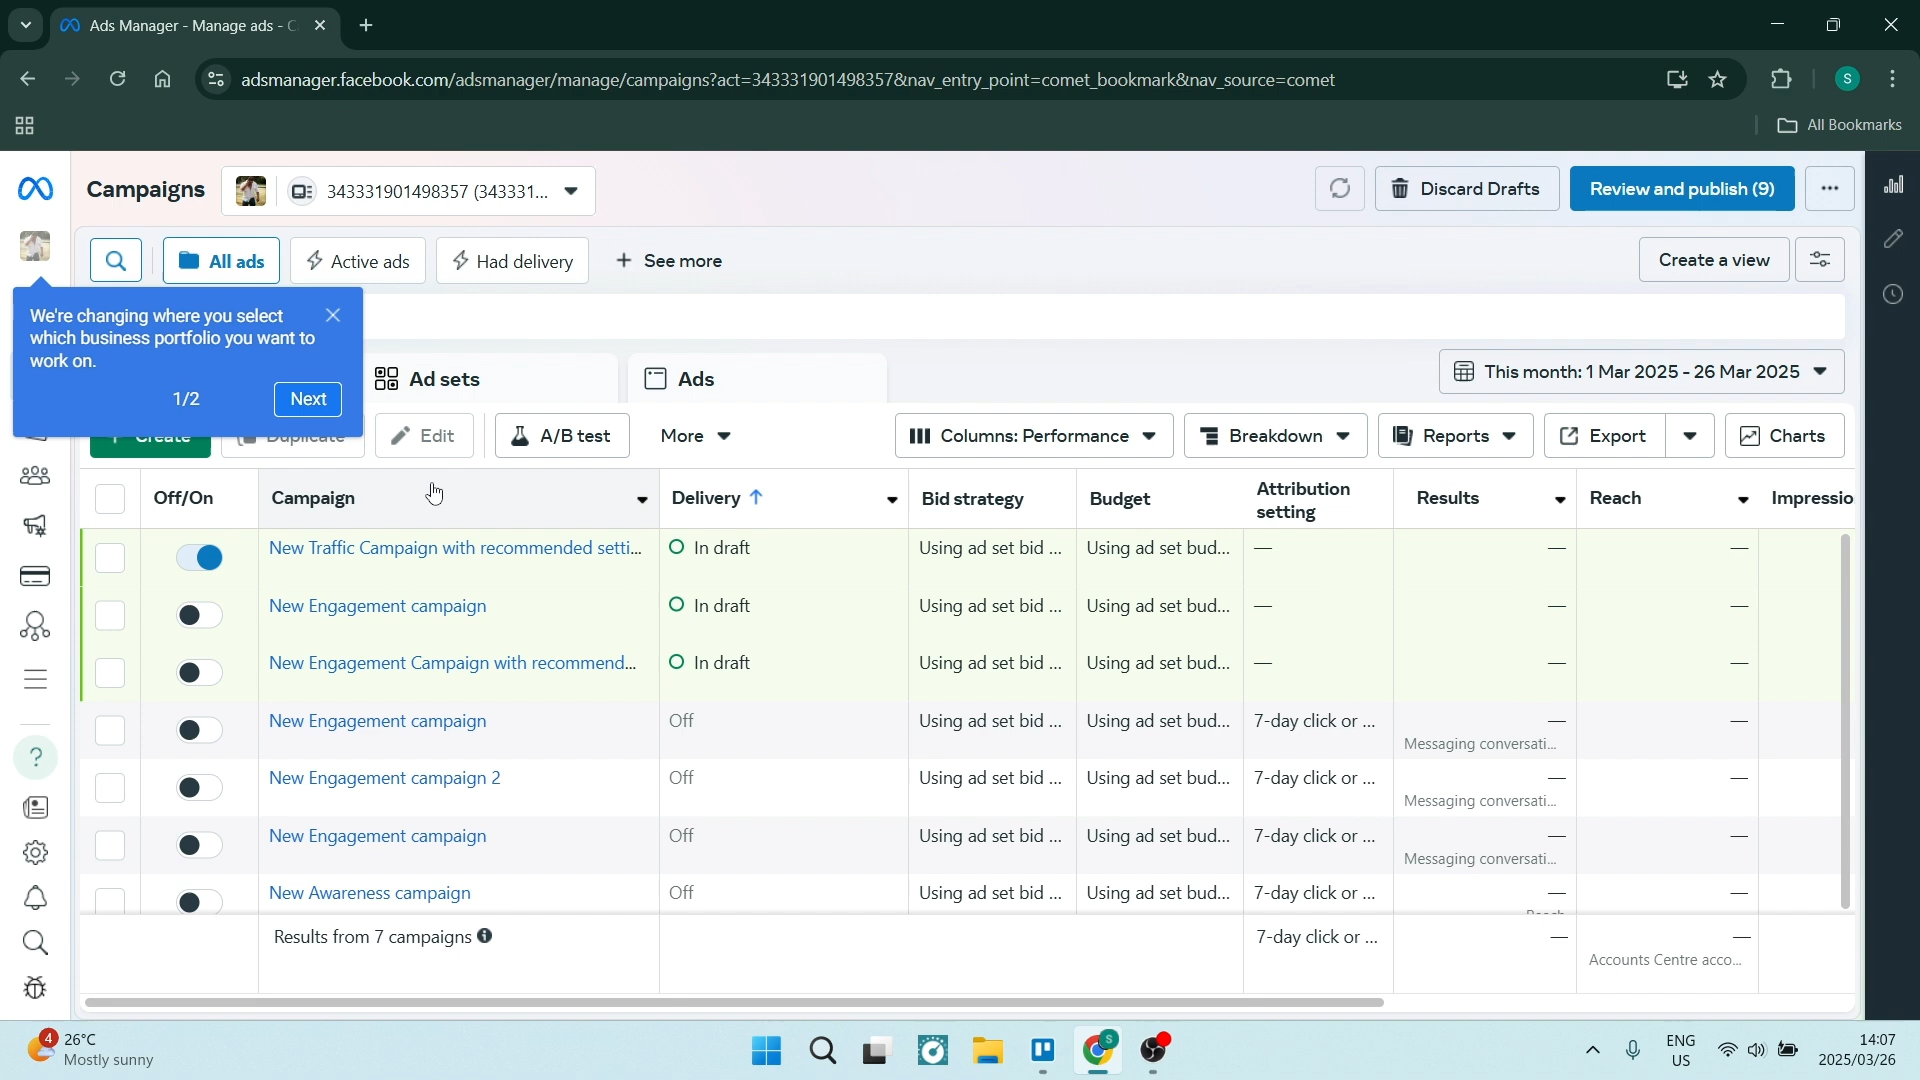 Ads Manager - Manage ads - C
adsmanager.facebook.com/adsmanager/manage/campaigns?act=343331901498357&nav_entry_point=comet_bookmark&nav_source=comet
S
All Bookmarks
Campaigns
343331901498357 (343331...
Discard Drafts
Review and publish (9)
All ads
Active ads
Had delivery
See more
Create a view
We're changing where you select
which business portfolio you want to
work on.
1/2
Next
Ad sets
Ads
This month: 1 Mar 2025 - 26 Mar 2025
Create
Duplicate
Edit
A/B test
More
Columns: Performance
Breakdown
Reports
Export
Charts
Off/On
Campaign
Delivery
Bid strategy
Budget
Attribution
setting
Results
Reach
Impressio
New Traffic Campaign with recommended setti...
In draft
Using ad set bid ...
Using ad set bud...
—
—
—
New Engagement campaign
In draft
Using ad set bid ...
Using ad set bud...
—
—
—
New Engagement Campaign with recommend...
In draft
Using ad set bid ...
Using ad set bud...
—
—
—
New Engagement campaign
Off
Using ad set bid ...
Using ad set bud...
7-day click or ...
—
Messaging conversati...
—
New Engagement campaign 2
Off
Using ad set bid ...
Using ad set bud...
7-day click or ...
—
Messaging conversati...
—
New Engagement campaign
Off
Using ad set bid ...
Using ad set bud...
7-day click or ...
—
Messaging conversati...
—
New Awareness campaign
Off
Using ad set bid ...
Using ad set bud...
7-day click or ...
—
Reach
—
Results from 7 campaigns
7-day click or ...
—
—
Accounts Centre acco...
4
26°C
Mostly sunny
S
ENG
US
14:07
2025/03/26